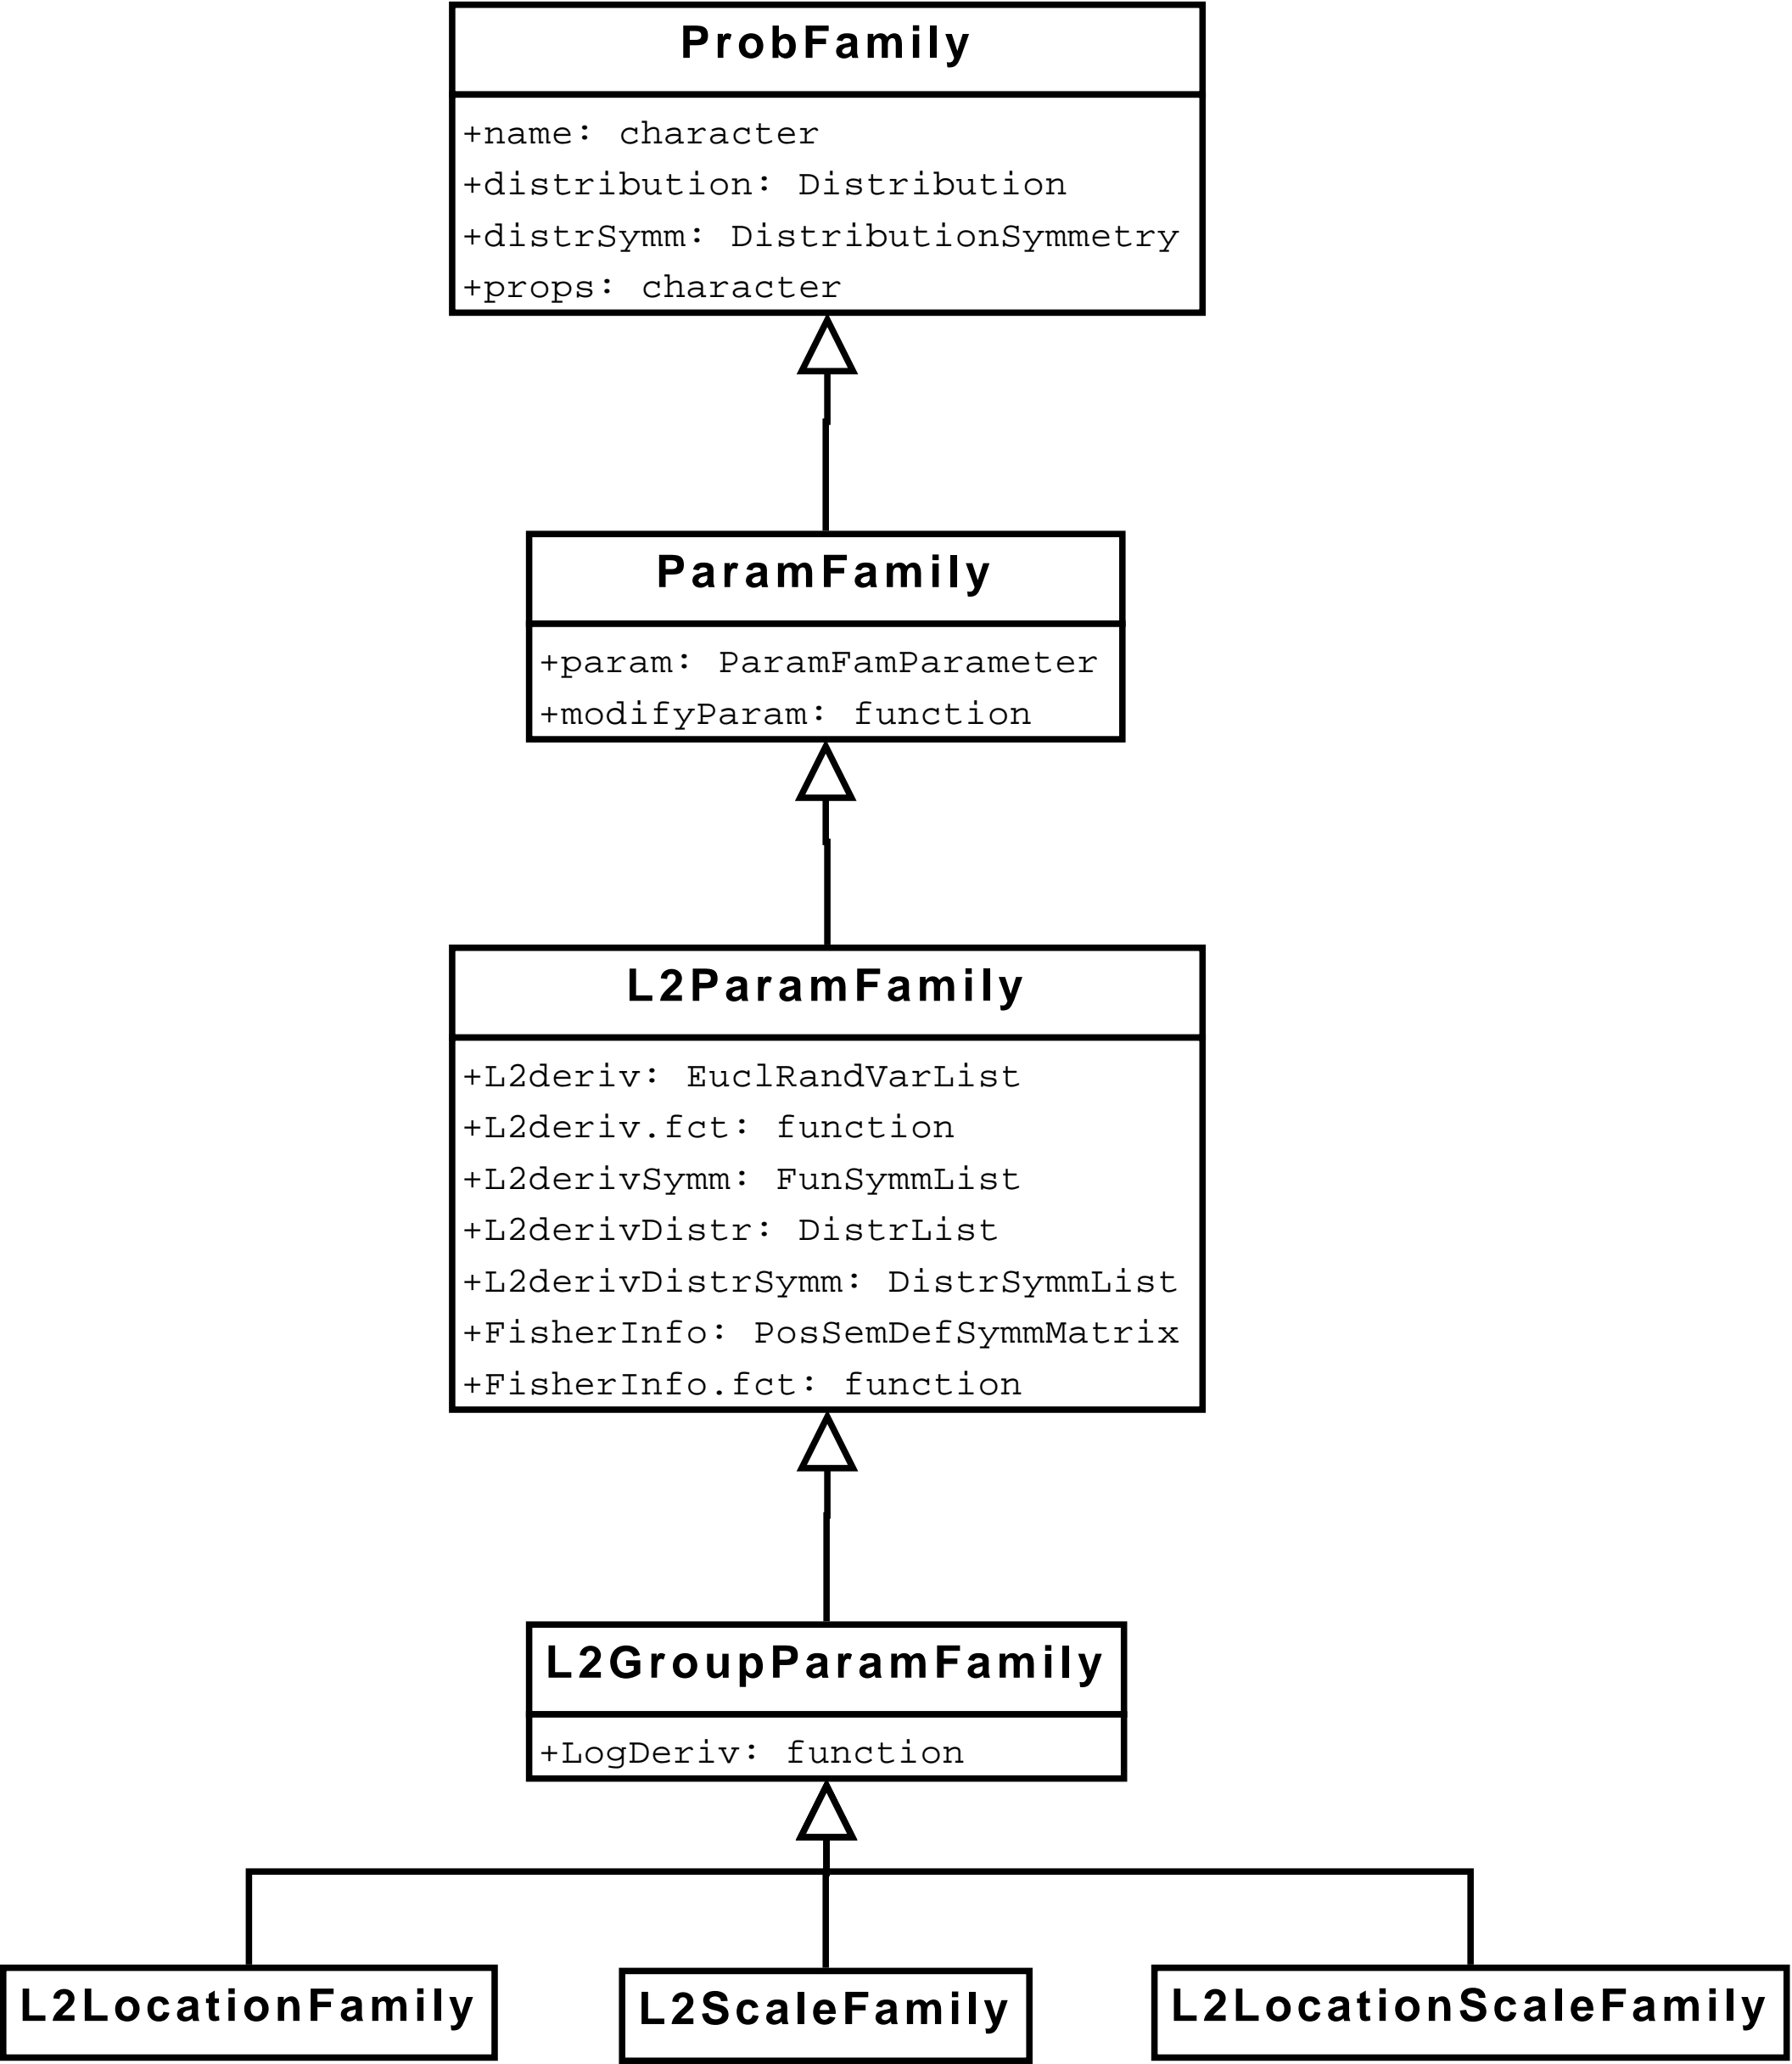 ProbFamily
+name: character
+distribution: Distribution
+distrSymm: DistributionSymmetry
+props: character
ParamFamily
+param: ParamFamParameter
+modifyParam: function
L2ParamFamily
+L2deriv: EuclRandVarList
+L2deriv.fct: function
+L2derivSymm: FunSymmList
+L2derivDistr: DistrList
+L2derivDistrSymm: DistrSymmList
+FisherInfo: PosSemDefSymmMatrix
+FisherInfo.fct: function
L2GroupParamFamily
+LogDeriv: function
L2LocationFamily
L2ScaleFamily
L2LocationScaleFamily